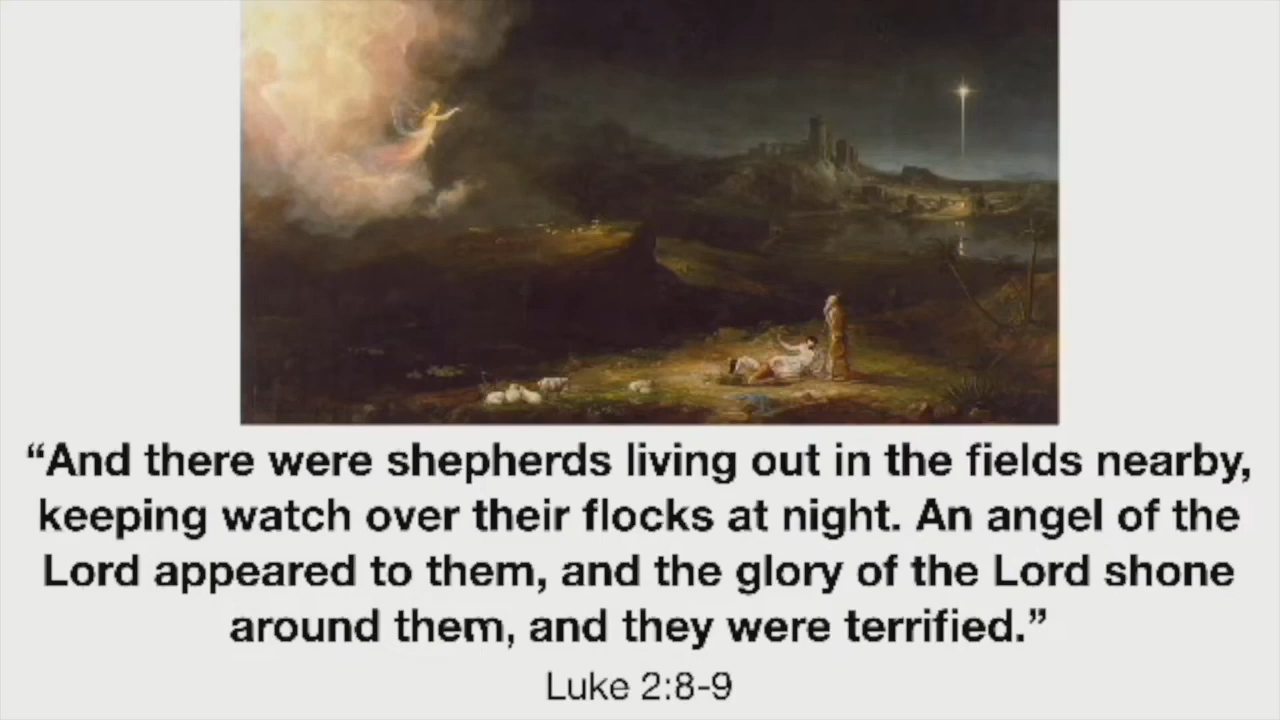 “And there were shepherds living out in the fields nearby,
keeping watch over their flocks at night. An angel of the
Lord appeared to them, and the glory of the Lord shone
around them, and they were terrified.”
Luke 2:8-9